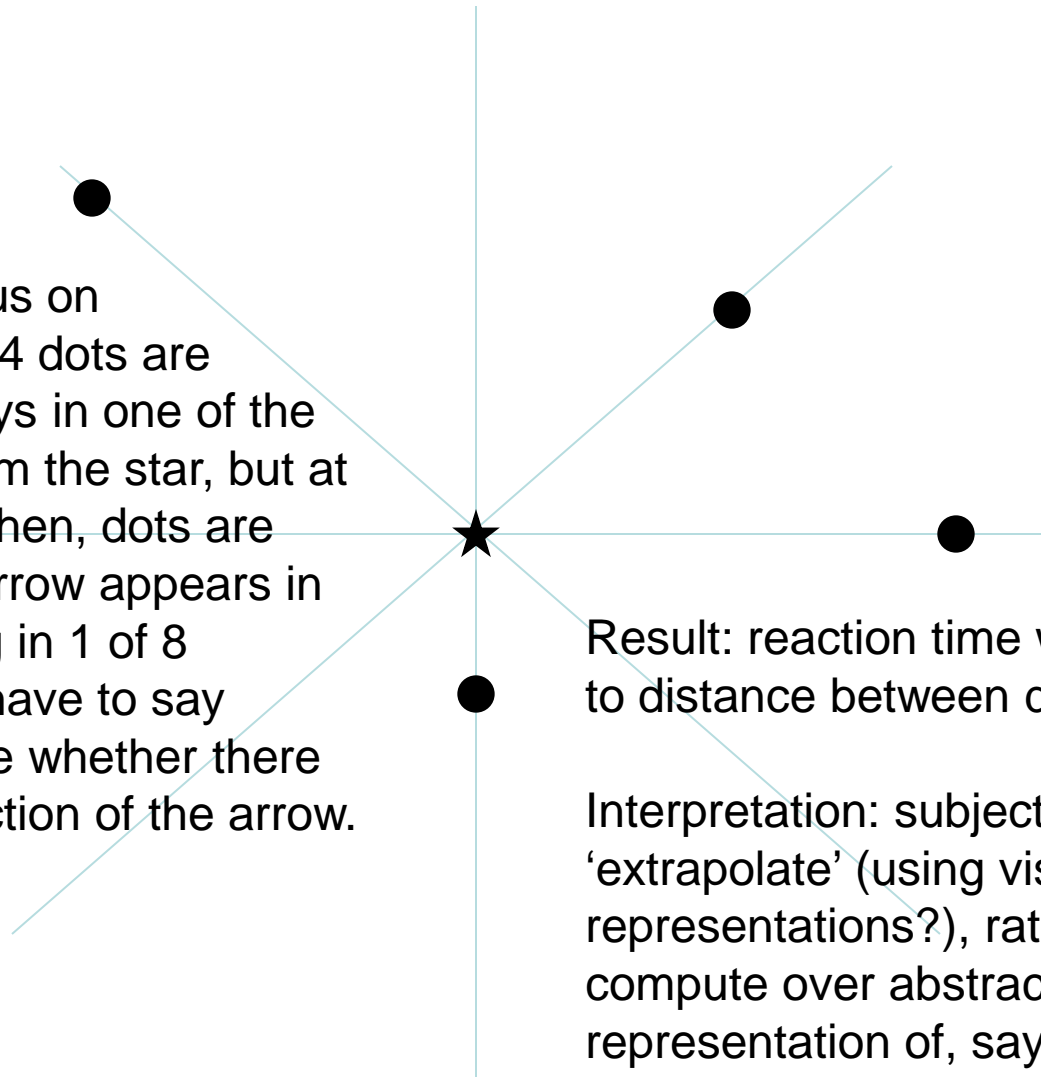 us on
4 dots are
ys in one of the
m the star, but at
hen, dots are
rrow appears in
in 1 of 8
have to say
e whether there
ction of the arrow.
Result: reaction time
to distance between
Interpretation: subject
‘extrapolate’ (using vis
representations?), rat
compute over abstrac
representation of, say